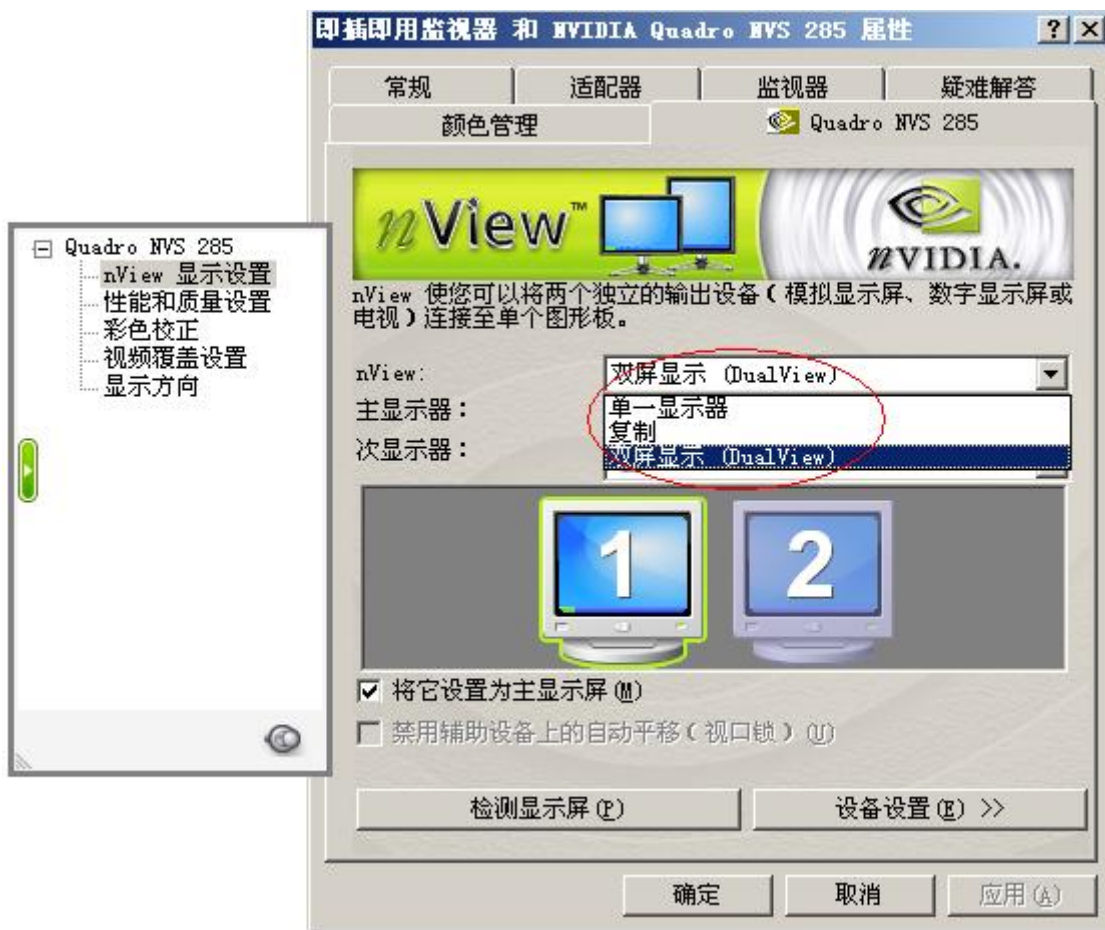 即插即用监视器 和 NVIDIA Quadro NVS 285 属性
常规 适配器 监视器 疑难解答
颜色管理 Quadro NVS 285
nView™
nVIDIA.
Quadro NVS 285
nView 显示设置
性能和质量设置
彩色校正
视频覆盖设置
显示方向
nView 使您可以将两个独立的输出设备(模拟显示屏、数字显示屏或
电视)连接至单个图形板。
nView: 双屏显示 (DualView)
主显示器: 单一显示器
复制
次显示器: 双屏显示 (DualView)
1 2
将它设置为主显示屏(M)
禁用辅助设备上的自动平移(视口锁)(U)
检测显示屏(P) 设备设置(E) >>
确定 取消 应用(A)